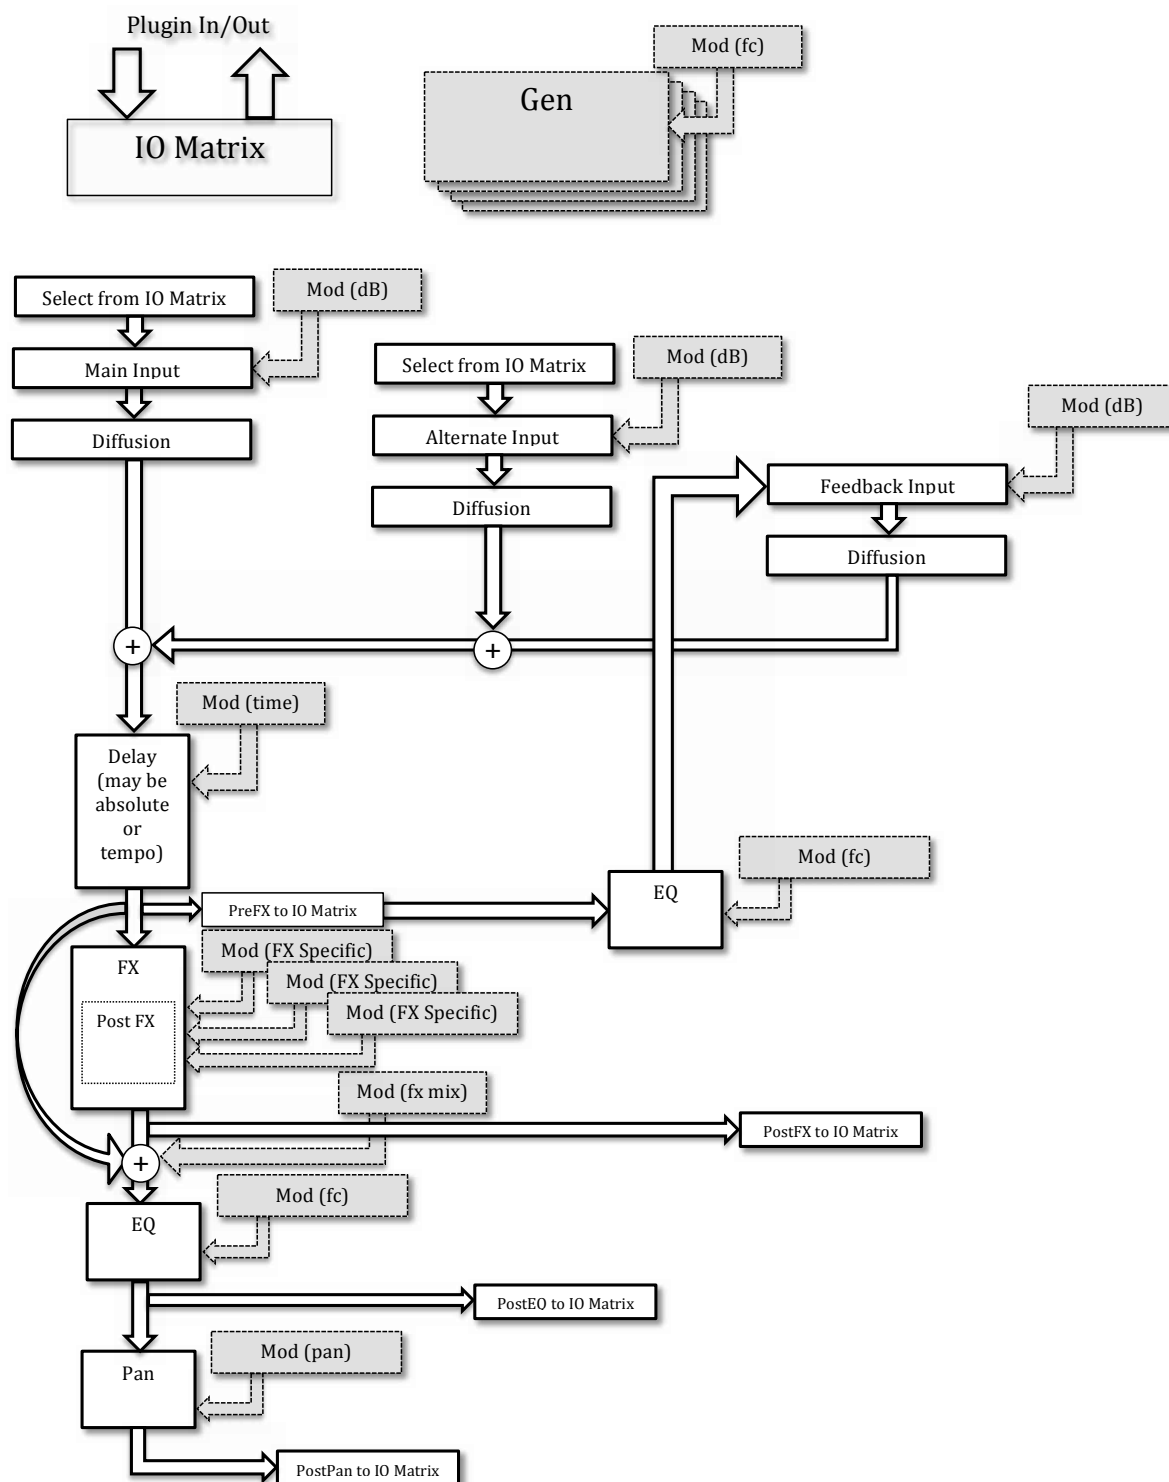 Plugin In/Out
Mod (fc)
Gen
IO Matrix
Select from IO Matrix
Mod (dB)
Main Input
Diffusion
Select from IO Matrix
Mod (dB)
Alternate Input
Diffusion
Mod (dB)
Feedback Input
Diffusion
+
+
Mod (time)
Delay
(may be
absolute
or
tempo)
Mod (fc)
EQ
PreFX to IO Matrix
FX
Mod (FX Specific)
Mod (FX Specific)
Mod (FX Specific)
Post FX
Mod (fx mix)
PostFX to IO Matrix
+
Mod (fc)
EQ
PostEQ to IO Matrix
Mod (pan)
Pan
PostPan to IO Matrix